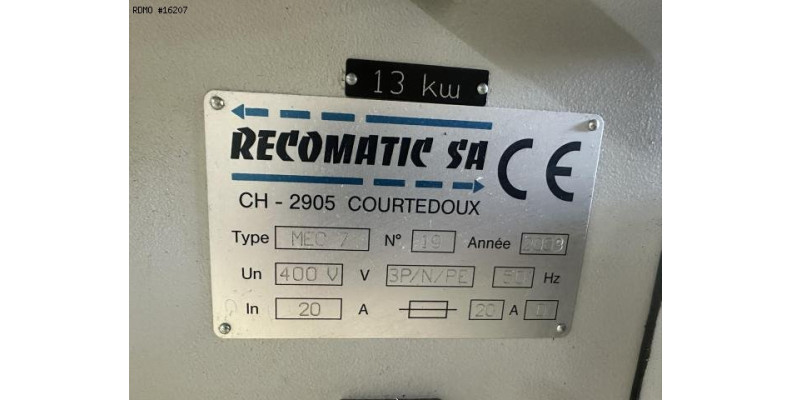 RDMO #16207
13 kw
RECOMATIC SA CE
CH - 2905 COURTEDOUX
Type MEC 7 N° 19 Année
Un 400 V V 3P/N/PE 50 Hz
In 20 A 20 A